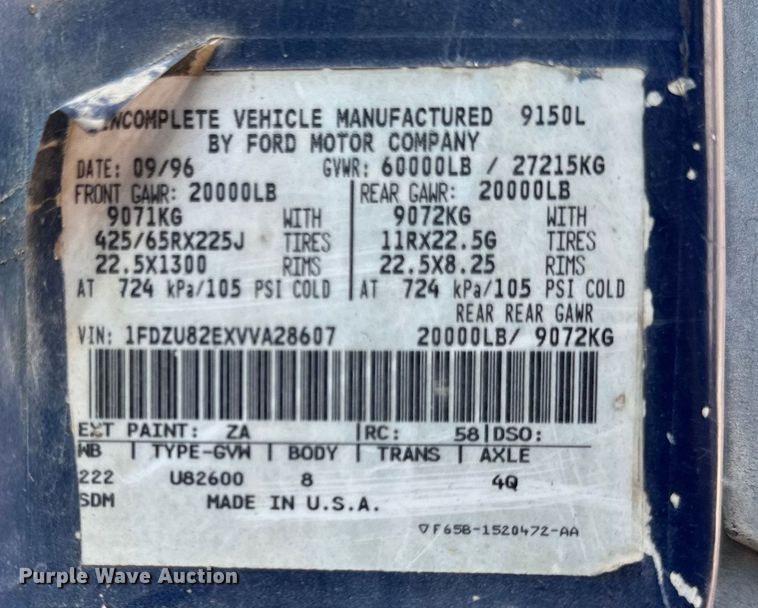 INCOMPLETE VEHICLE MANUFACTURED 9150L
BY FORD MOTOR COMPANY
DATE: 09/96 GVWR: 60000LB / 27215KG
FRONT GAWR: 20000LB REAR GAWR: 20000LB
9071KG WITH 9072KG WITH
425/65RX225J TIRES 11RX22.5G TIRES
22.5X1300 RIMS 22.5X8.25 RIMS
AT 724 kPa/105 PSI COLD AT 724 kPa/105 PSI COLD
REAR REAR GAWR
VIN: 1FDZU82EXVVA28607 20000LB/ 9072KG
EXT PAINT: ZA RC: 58 DSO:
WB TYPE-GVW BODY TRANS AXLE
222 U82600 8 4Q
SDM MADE IN U.S.A.
F65B-1520472-AA
Purple Wave Auction